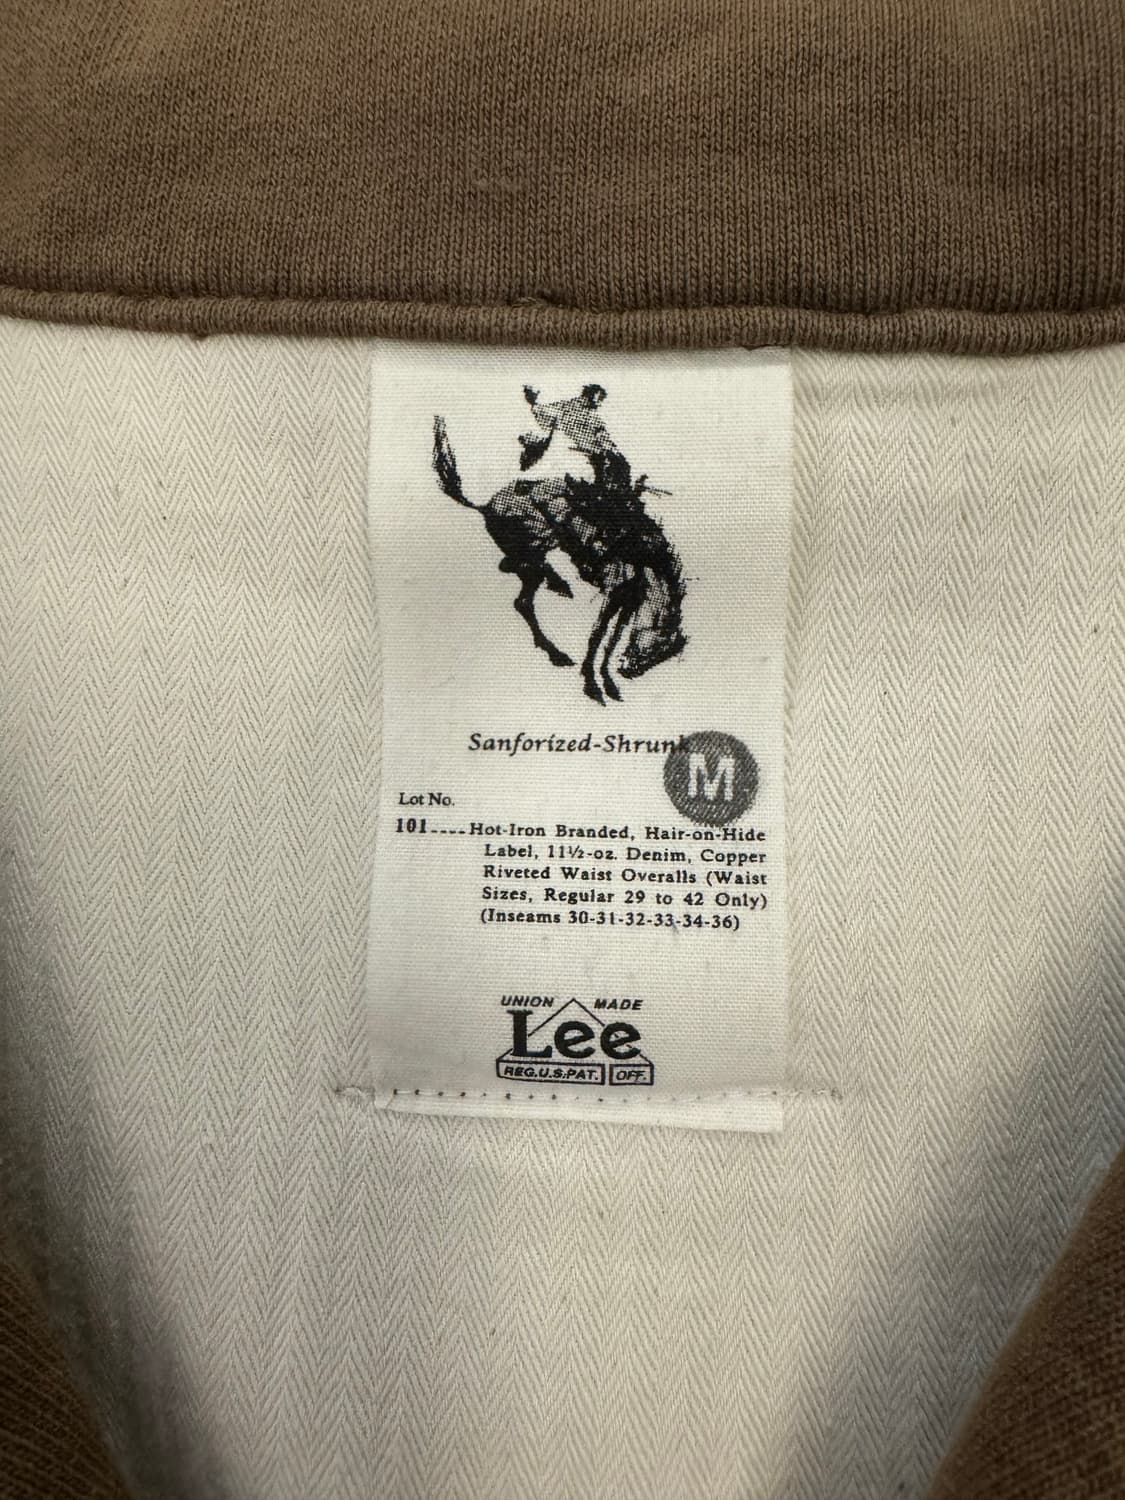 Sanforized-Shrunk
M
Lot No.
101----Hot-Iron Branded, Hair-on-Hide
Label, 11½-oz. Denim, Copper
Riveted Waist Overalls (Waist
Sizes, Regular 29 to 42 Only)
(Inseams 30-31-32-33-34-36)
UNION MADE
Lee
REG.U.S.PAT. OFF.